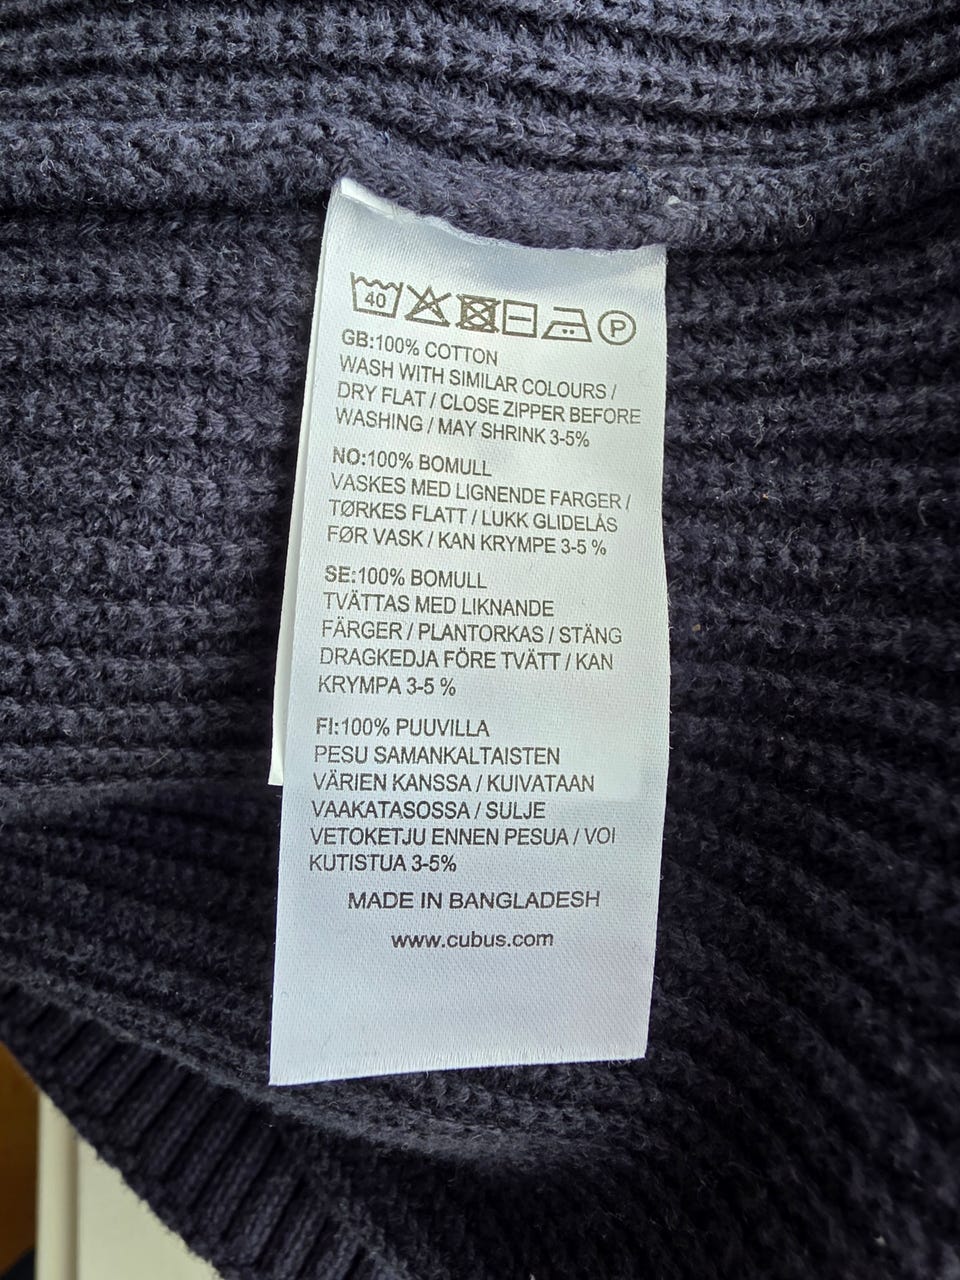 40 P
GB:100% COTTON
WASH WITH SIMILAR COLOURS /
DRY FLAT / CLOSE ZIPPER BEFORE
WASHING / MAY SHRINK 3-5%
NO:100% BOMULL
VASKES MED LIGNENDE FARGER /
TØRKES FLATT / LUKK GLIDELÅS
FØR VASK / KAN KRYMPE 3-5 %
SE:100% BOMULL
TVÄTTAS MED LIKNANDE
FÄRGER / PLANTORKAS / STÄNG
DRAGKEDJA FÖRE TVÄTT / KAN
KRYMPA 3-5 %
FI:100% PUUVILLA
PESU SAMANKALTAISTEN
VÄRIEN KANSSA / KUIVATAAN
VAAKATASOSSA / SULJE
VETOKETJU ENNEN PESUA / VOI
KUTISTUA 3-5%
MADE IN BANGLADESH
www.cubus.com